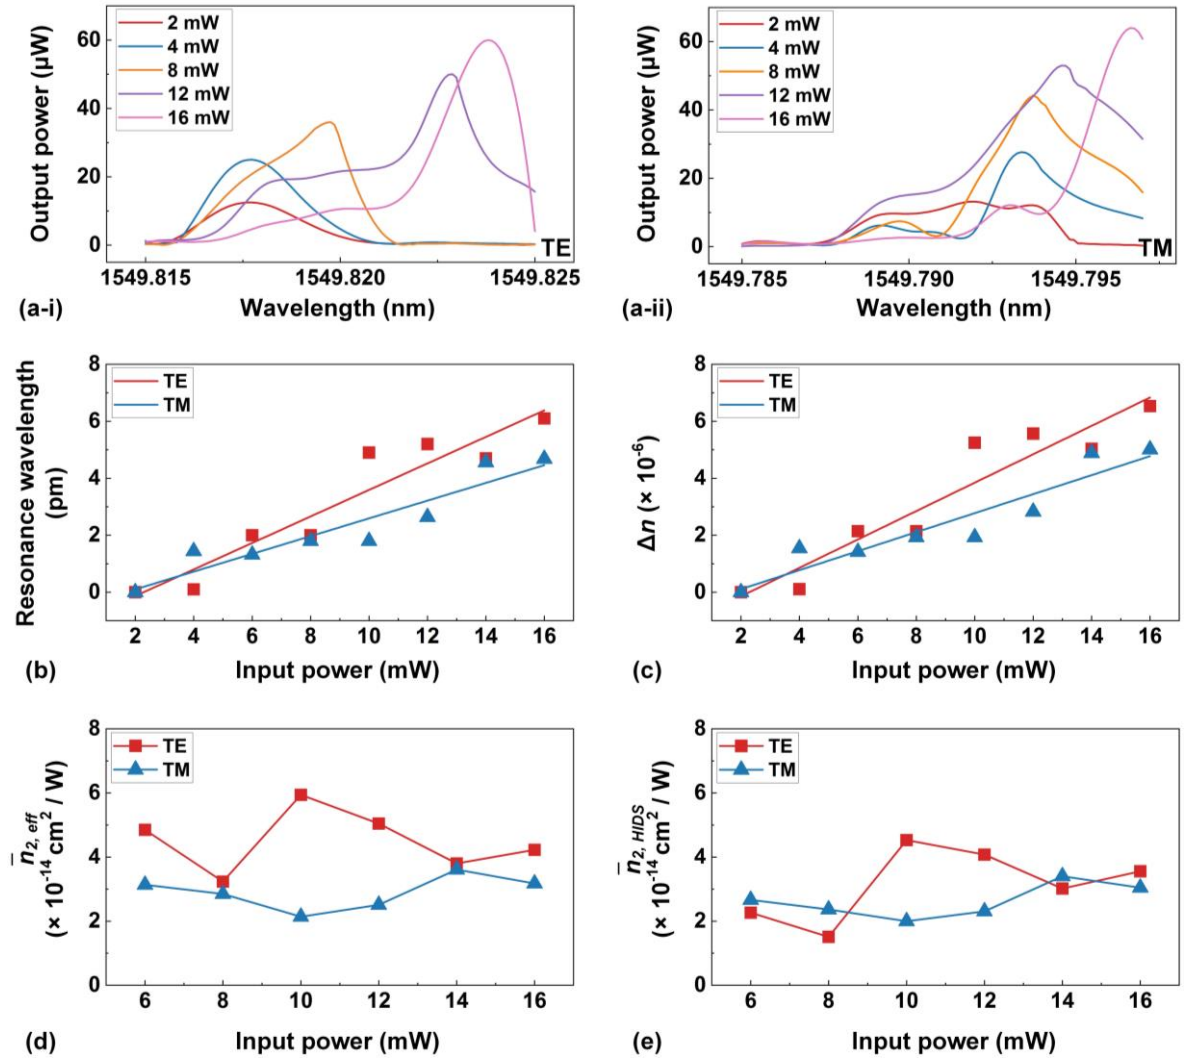 2 mW
4 mW
8 mW
12 mW
16 mW
Output power (μW)
60
40
20
0
TE
1549.815 1549.820 1549.825
Wavelength (nm)
(a-i)
2 mW
4 mW
8 mW
12 mW
16 mW
Output power (μW)
60
40
20
0
TM
1549.785 1549.790 1549.795
Wavelength (nm)
(a-ii)
TE
TM
Resonance wavelength
(pm)
8
6
4
2
0
2 4 6 8 10 12 14 16
Input power (mW)
(b)
TE
TM
Δn (× 10-6)
8
6
4
2
0
2 4 6 8 10 12 14 16
Input power (mW)
(c)
TE
TM
n̅2, eff
(× 10-14 cm2 / W)
8
6
4
2
0
6 8 10 12 14 16
Input power (mW)
(d)
TE
TM
n̅2, HIDS
(× 10-14 cm2 / W)
8
6
4
2
0
6 8 10 12 14 16
Input power (mW)
(e)